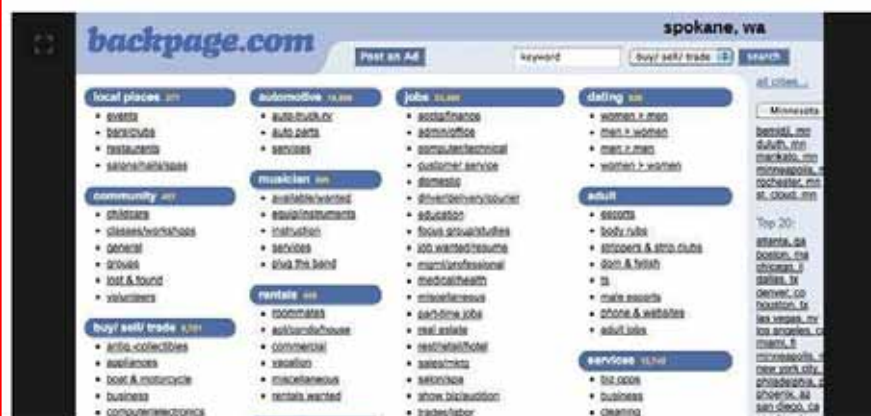 backpage.com
spokane, wa
Post an Ad
keyword
buy/ sell/ trade
search
local places
events
bars/clubs
restaurants
salons/nails/spas
community
childcare
classes/workshops
general
groups
lost & found
volunteers
buy/ sell/ trade
antiq.-collectibles
appliances
boat & motorcycle
business
computer/electronics
automotive
auto-truck-rv
auto parts
services
musician
available/wanted
equip/instruments
instruction
services
plug the band
rentals
roommates
apt/condo/house
commercial
vacation
miscellaneous
rentals wanted
jobs
acctg/finance
admin/office
computer/technical
customer service
domestic
driver/delivery/courier
education
focus group/studies
job wanted/resume
mgmt/professional
medical/health
miscellaneous
part-time jobs
real estate
rest/retail/hotel
sales/mktg
salon/spa
show biz/audition
trades/labor
dating
women > men
men > women
men > men
women > women
adult
escorts
body rubs
strippers & strip clubs
dom & fetish
ts
male escorts
phone & websites
adult jobs
services
biz opps
business
cleaning
all cities...
Minnesota
bemidji, mn
duluth, mn
mankato, mn
minneapolis,
rochester, mn
st. cloud, mn
Top 20:
atlanta, ga
boston, ma
chicago, il
dallas, tx
denver, co
houston, tx
las vegas, nv
los angeles, c
miami, fl
minneapolis,
new york city,
philadelphia, p
phoenix, az
san diego, ca